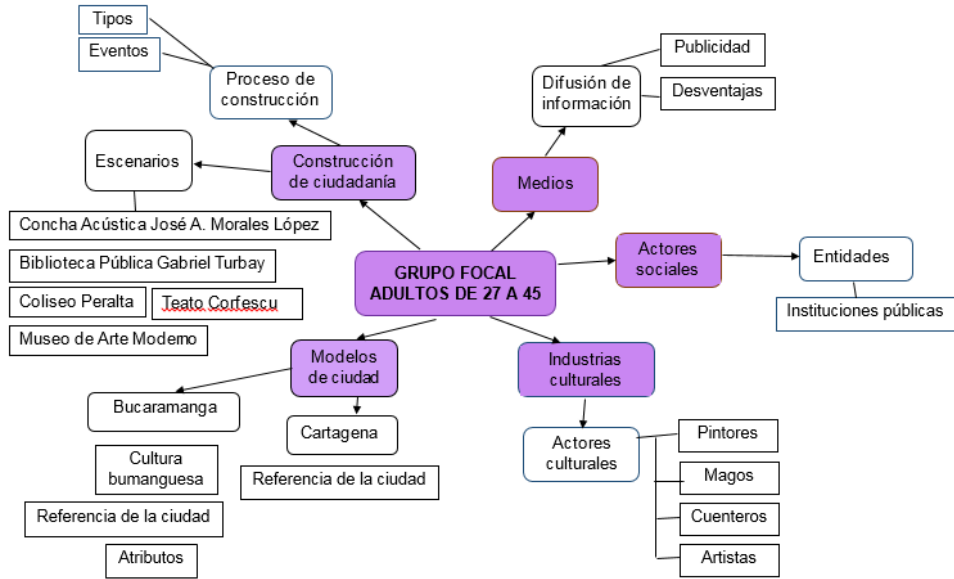 Tipos
Eventos
Proceso de
construcción
Escenarios
Construcción
de ciudadanía
Concha Acústica José A. Morales López
Biblioteca Pública Gabriel Turbay
Coliseo Peralta
Teato Corfescu
Museo de Arte Moderno
Publicidad
Difusión de
información
Desventajas
Medios
GRUPO FOCAL
ADULTOS DE 27 A 45
Actores
sociales
Entidades
Instituciones públicas
Modelos
de ciudad
Bucaramanga
Cultura
bumanguesa
Referencia de la ciudad
Atributos
Cartagena
Referencia de la ciudad
Industrias
culturales
Actores
culturales
Pintores
Magos
Cuenteros
Artistas